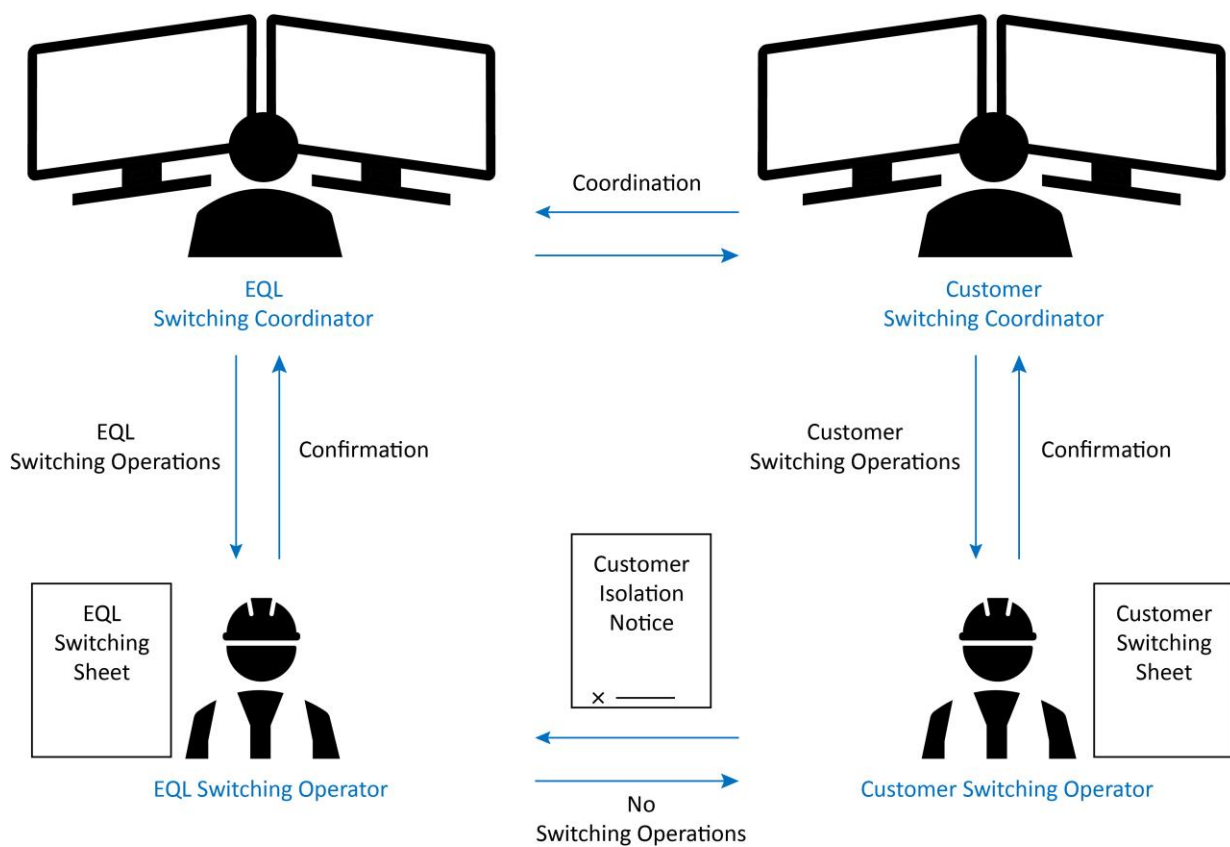 Coordination
EQL
Switching Coordinator
Customer
Switching Coordinator
EQL
Switching Operations
Confirmation
Customer
Switching Operations
Confirmation
EQL
Switching
Sheet
Customer
Isolation
Notice
×
Customer
Switching
Sheet
EQL Switching Operator
No
Switching Operations
Customer Switching Operator